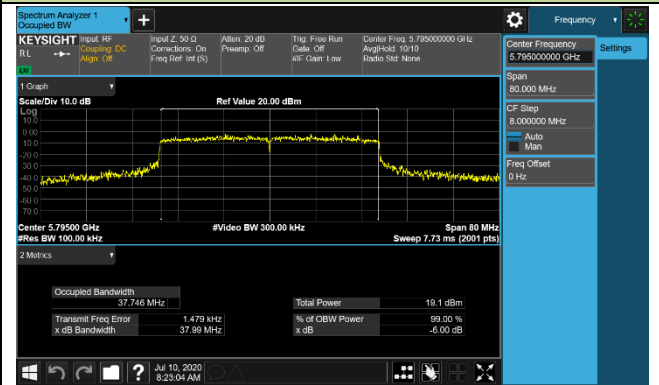 Spectrum Analyzer 1
Occupied BW
Frequency
KEYSIGHT
RL
Input: RF
Coupling: DC
Align: Off
Input Z: 50 Ω
Corrections: On
Freq Ref: Int (S)
Atten: 20 dB
Preamp: Off
Trig: Free Run
Gate: Off
#IF Gain: Low
Center Freq: 5.795000000 GHz
Avg|Hold: 10/10
Radio Std: None
1 Graph
Scale/Div 10.0 dB
Ref Value 20.00 dBm
Log
10.0
0.00
-10.0
-20.0
-30.0
-40.0
-50.0
-60.0
-70.0
Center 5.79500 GHz
#Video BW 300.00 kHz
Span 80 MHz
#Res BW 100.00 kHz
Sweep 7.73 ms (2001 pts)
2 Metrics
Occupied Bandwidth
37.746 MHz
Total Power 19.1 dBm
Transmit Freq Error 1.479 kHz
% of OBW Power 99.00 %
x dB Bandwidth 37.99 MHz
x dB -6.00 dB
Jul 10, 2020
8:23:04 AM
Center Frequency
5.795000000 GHz
Settings
Span
80.000 MHz
CF Step
8.000000 MHz
Auto
Man
Freq Offset
0 Hz